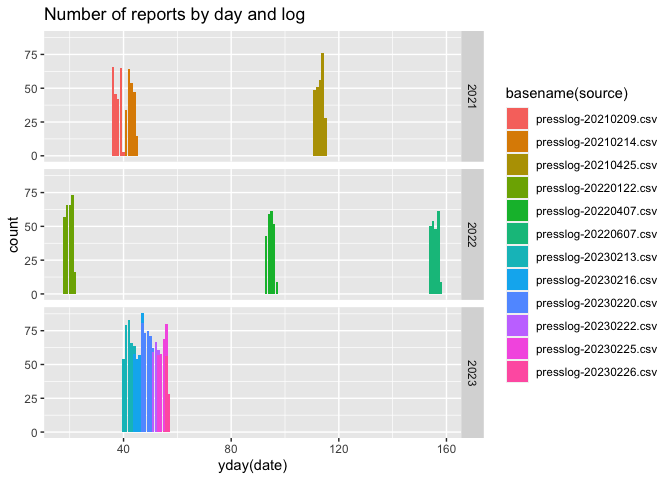 Number of reports by day and log
75
50
25
0
2021
75
50
25
0
2022
75
50
25
0
2023
count
40
80
120
160
yday(date)
basename(source)
presslog-20210209.csv
presslog-20210214.csv
presslog-20210425.csv
presslog-20220122.csv
presslog-20220407.csv
presslog-20220607.csv
presslog-20230213.csv
presslog-20230216.csv
presslog-20230220.csv
presslog-20230222.csv
presslog-20230225.csv
presslog-20230226.csv